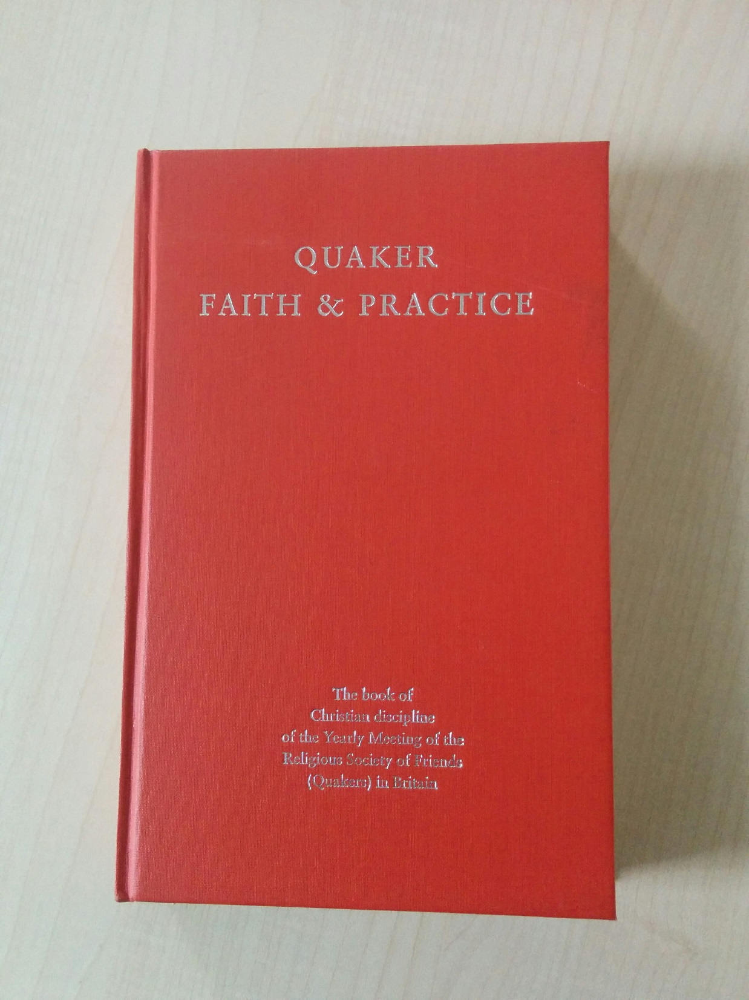 QUAKER
FAITH & PRACTICE
The book of
Christian discipline
of the Yearly Meeting of the
Religious Society of Friends
(Quakers) in Britain